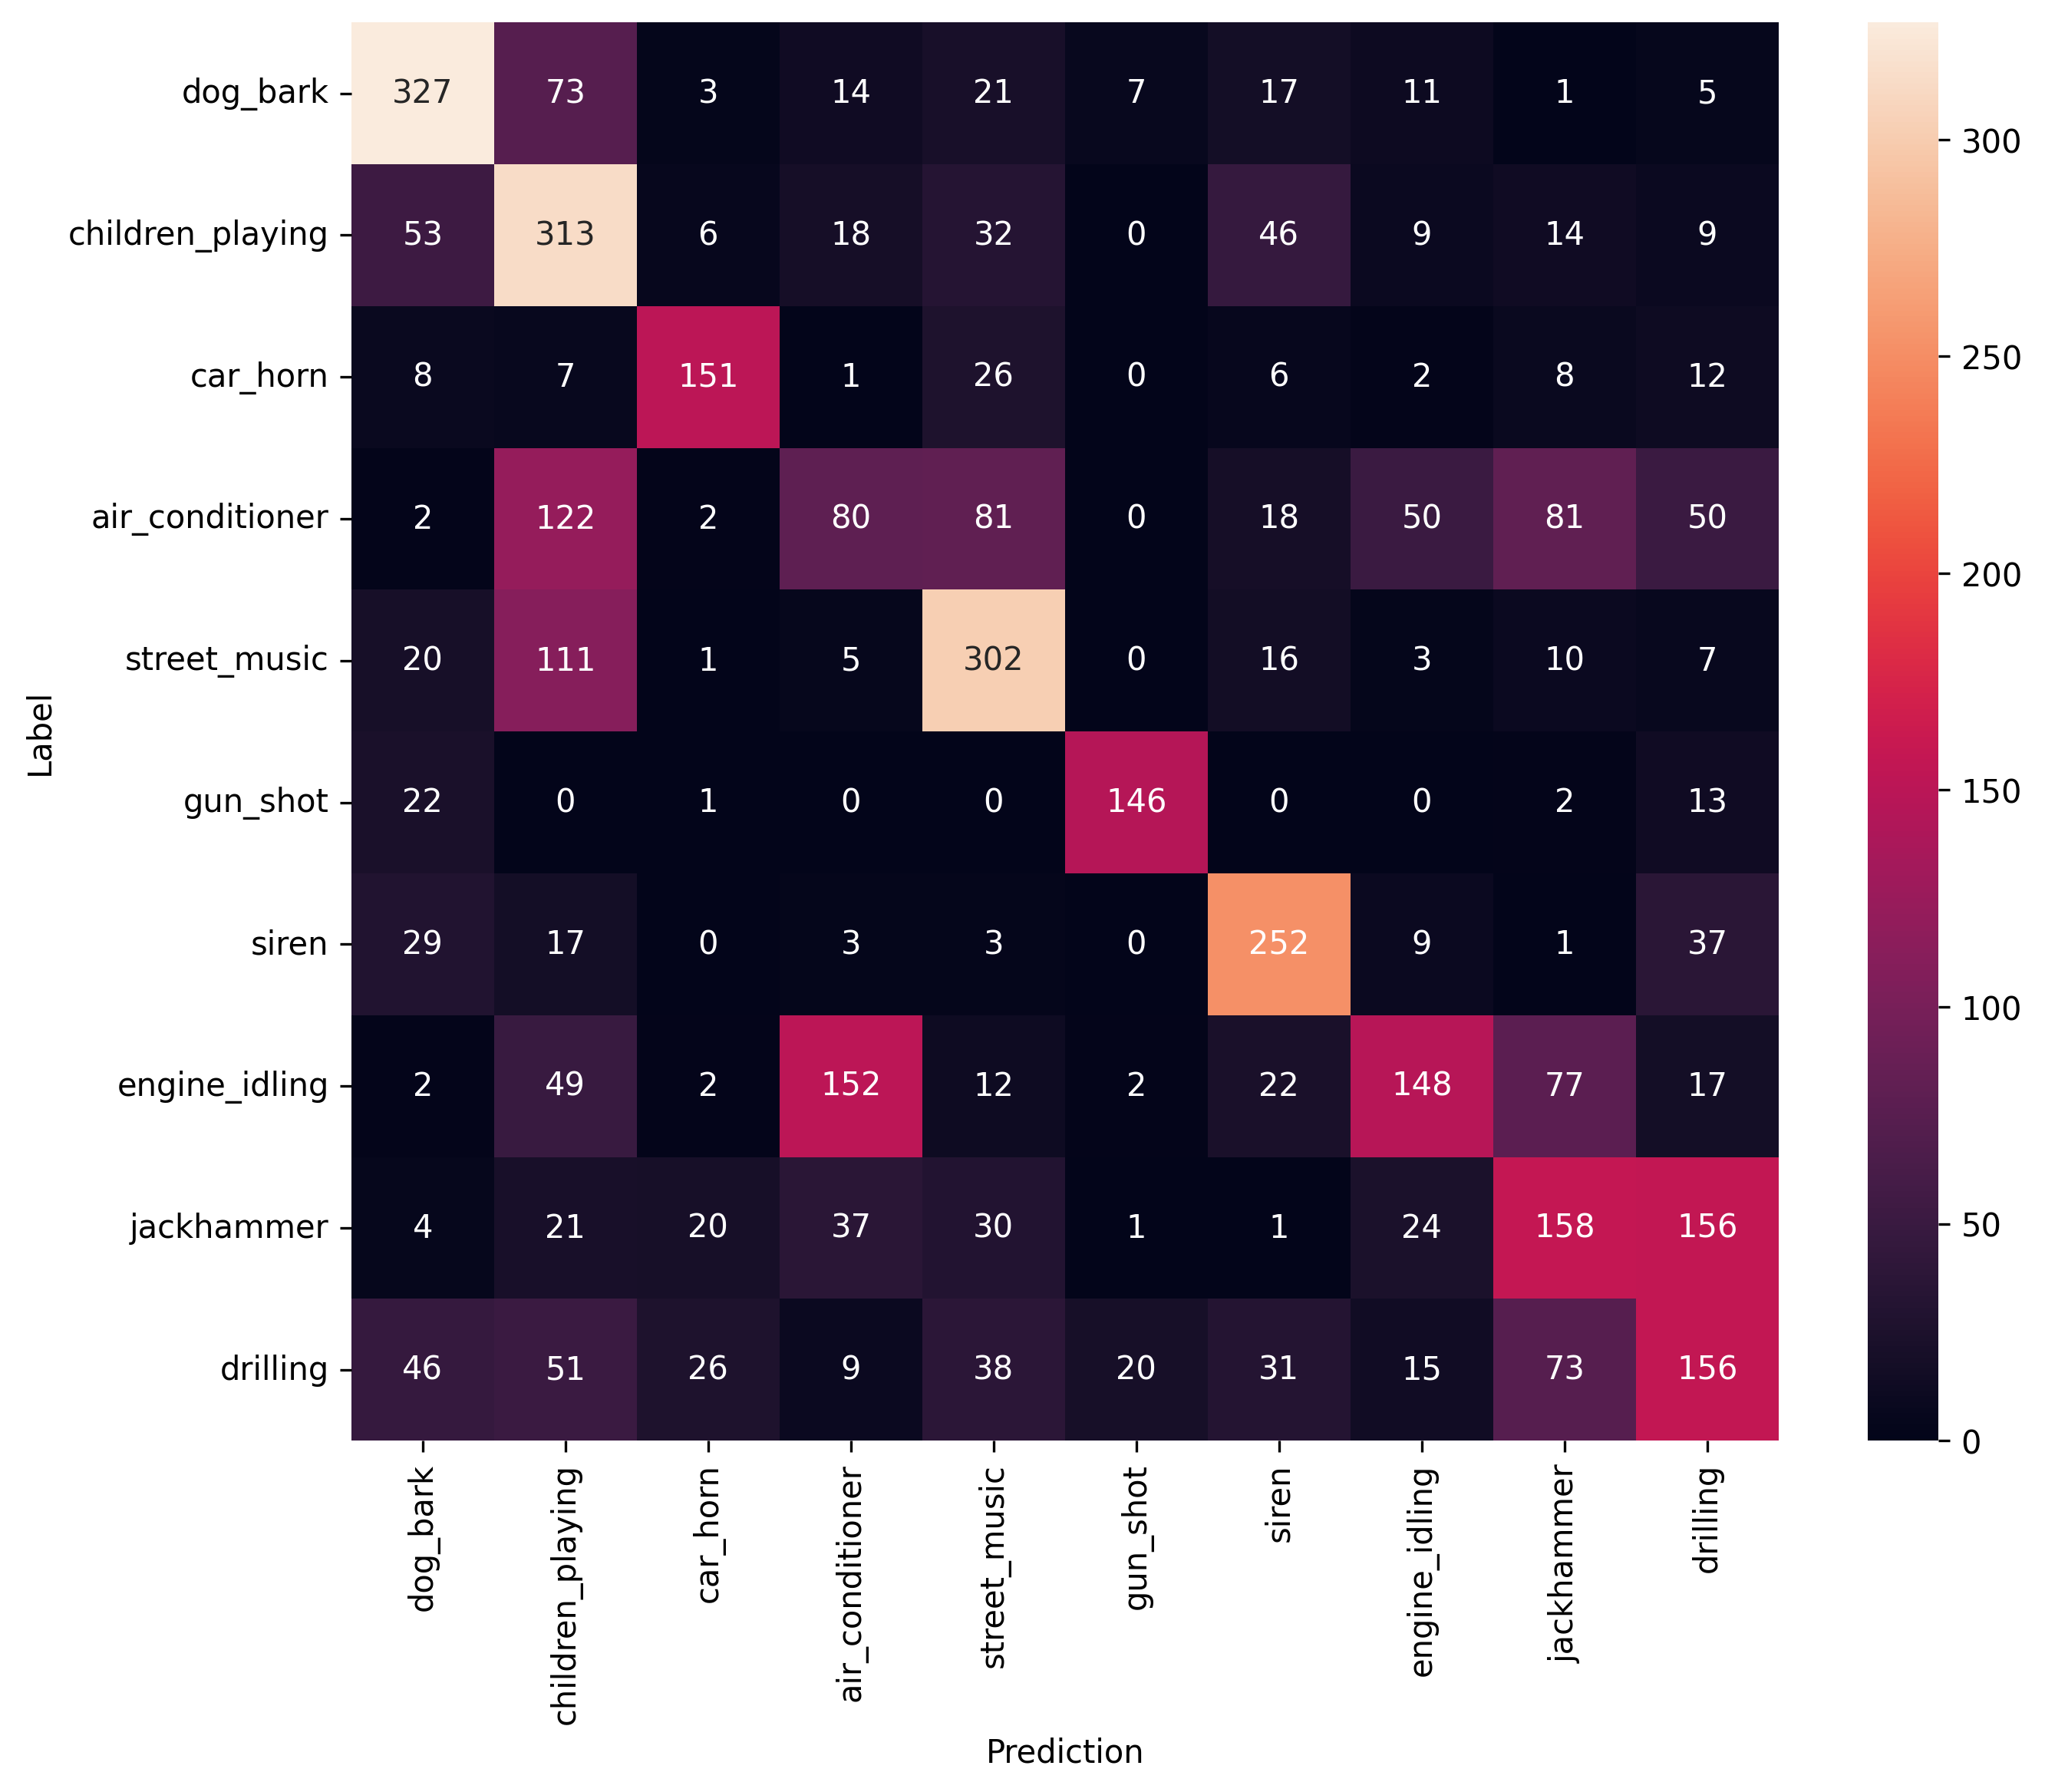 dog_bark 327 73 3 14 21 7 17 11 1 5
children_playing 53 313 6 18 32 0 46 9 14 9
car_horn 8 7 151 1 26 0 6 2 8 12
air_conditioner 2 122 2 80 81 0 18 50 81 50
street_music 20 111 1 5 302 0 16 3 10 7
gun_shot 22 0 1 0 0 146 0 0 2 13
siren 29 17 0 3 3 0 252 9 1 37
engine_idling 2 49 2 152 12 2 22 148 77 17
jackhammer 4 21 20 37 30 1 1 24 158 156
drilling 46 51 26 9 38 20 31 15 73 156
Label
dog_bark
children_playing
car_horn
air_conditioner
street_music
gun_shot
siren
engine_idling
jackhammer
drilling
Prediction
300
250
200
150
100
50
0